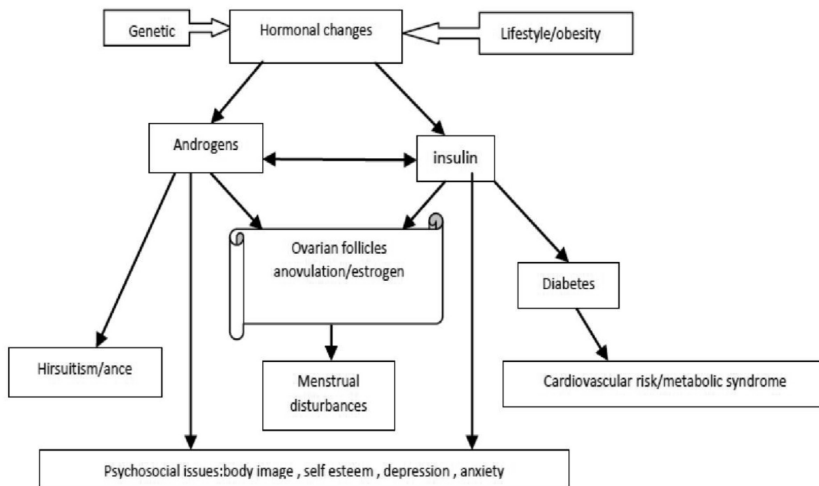 Genetic
Hormonal changes
Lifestyle/obesity
Androgens
insulin
Ovarian follicles
anovulation/estrogen
Diabetes
Hirsuitism/ance
Menstrual
disturbances
Cardiovascular risk/metabolic syndrome
Psychosocial issues:body image , self esteem , depression , anxiety